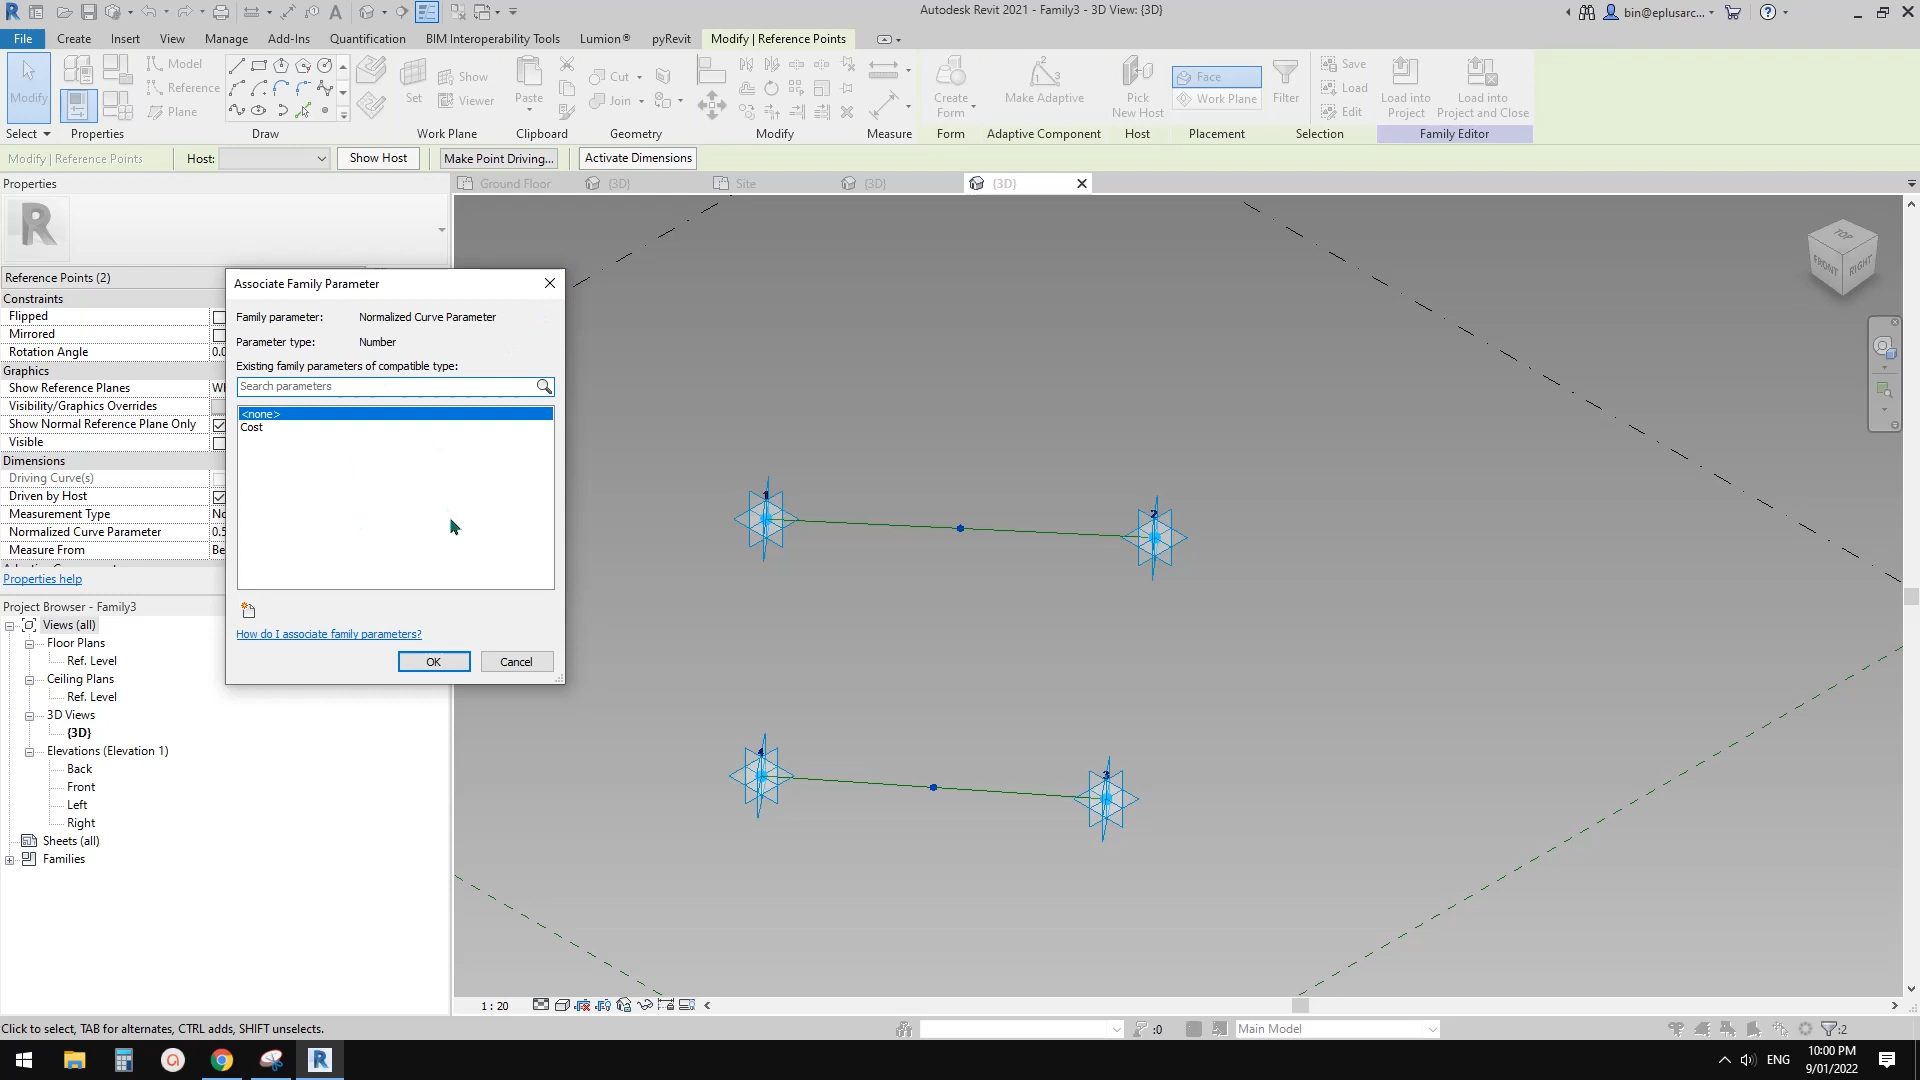 Autodesk Revit 2021 - Family3 - 3D View: {3D}
bin@eplusarc...
File
Create
Insert
View
Manage
Add-Ins
Quantification
BIM Interoperability Tools
Lumion®
pyRevit
Modify | Reference Points
Modify
Model
Reference
Plane
Set
Show
Viewer
Paste
Cut
Join
Create
Form
Make Adaptive
Pick
New Host
Face
Work Plane
Filter
Save
Load
Edit
Load into
Project
Load into
Project and Close
Select
Properties
Draw
Work Plane
Clipboard
Geometry
Modify
Measure
Form
Adaptive Component
Host
Placement
Selection
Family Editor
Modify | Reference Points
Host:
Show Host
Make Point Driving...
Activate Dimensions
Properties
Ground Floor
{3D}
Site
{3D}
{3D}
Reference Points (2)
Constraints
Flipped
Mirrored
Rotation Angle
0.0
Graphics
Show Reference Planes
Visibility/Graphics Overrides
Show Normal Reference Plane Only
Visible
Dimensions
Driving Curve(s)
Driven by Host
Measurement Type
Normalized Curve Parameter
0.5
Measure From
Be
Properties help
Associate Family Parameter
Family parameter:
Normalized Curve Parameter
Parameter type:
Number
Existing family parameters of compatible type:
Search parameters
<none>
Cost
How do I associate family parameters?
OK
Cancel
Project Browser - Family3
Views (all)
Floor Plans
Ref. Level
Ceiling Plans
Ref. Level
3D Views
{3D}
Elevations (Elevation 1)
Back
Front
Left
Right
Sheets (all)
Families
TOP
FRONT
RIGHT
1
2
4
3
1 : 20
Click to select, TAB for alternates, CTRL adds, SHIFT unselects.
:0
Main Model
:2
ENG
10:00 PM
9/01/2022